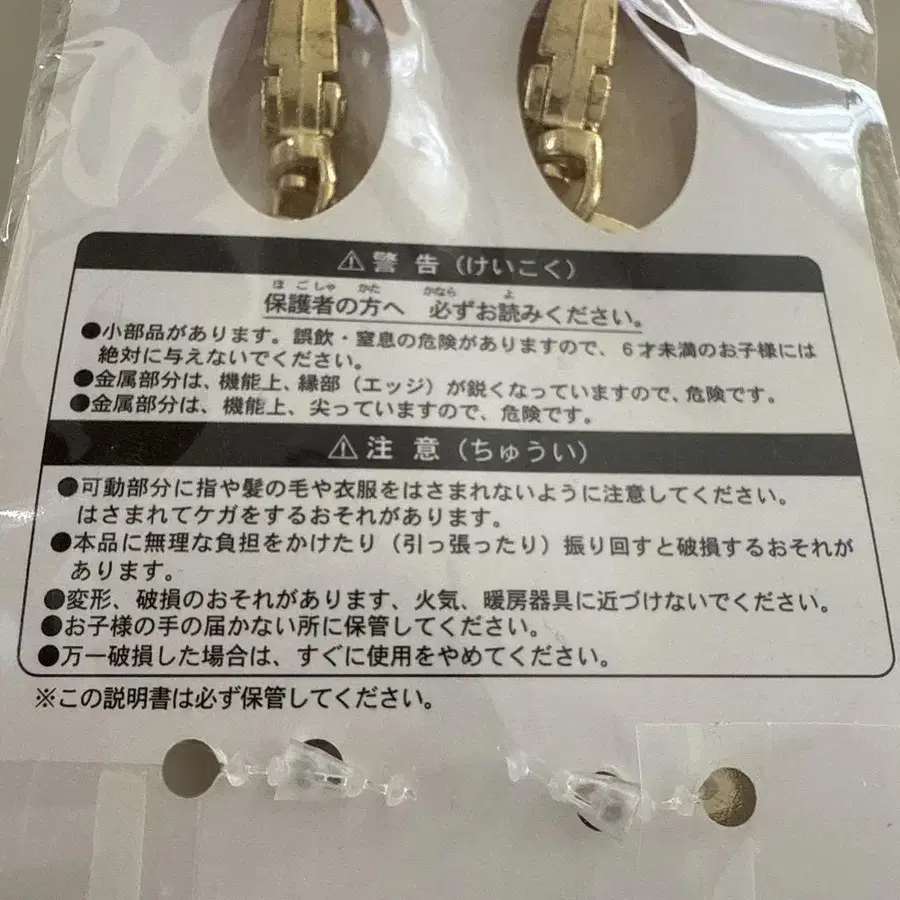 ⚠警告(けいこく)
ほごしゃ かた かなら よ
保護者の方へ 必ずお読みください。
●小部品があります。誤飲・窒息の危険がありますので、6才未満のお子様には
絶対に与えないでください。
●金属部分は、機能上、縁部(エッジ)が鋭くなっていますので、危険です。
●金属部分は、機能上、尖っていますので、危険です。
⚠注意(ちゅうい)
●可動部分に指や髪の毛や衣服をはさまれないように注意してください。
はさまれてケガをするおそれがあります。
●本品に無理な負担をかけたり(引っ張ったり)振り回すと破損するおそれが
あります。
●変形、破損のおそれがあります、火気、暖房器具に近づけないでください。
●お子様の手の届かない所に保管してください。
●万一破損した場合は、すぐに使用をやめてください。
※この説明書は必ず保管してください。